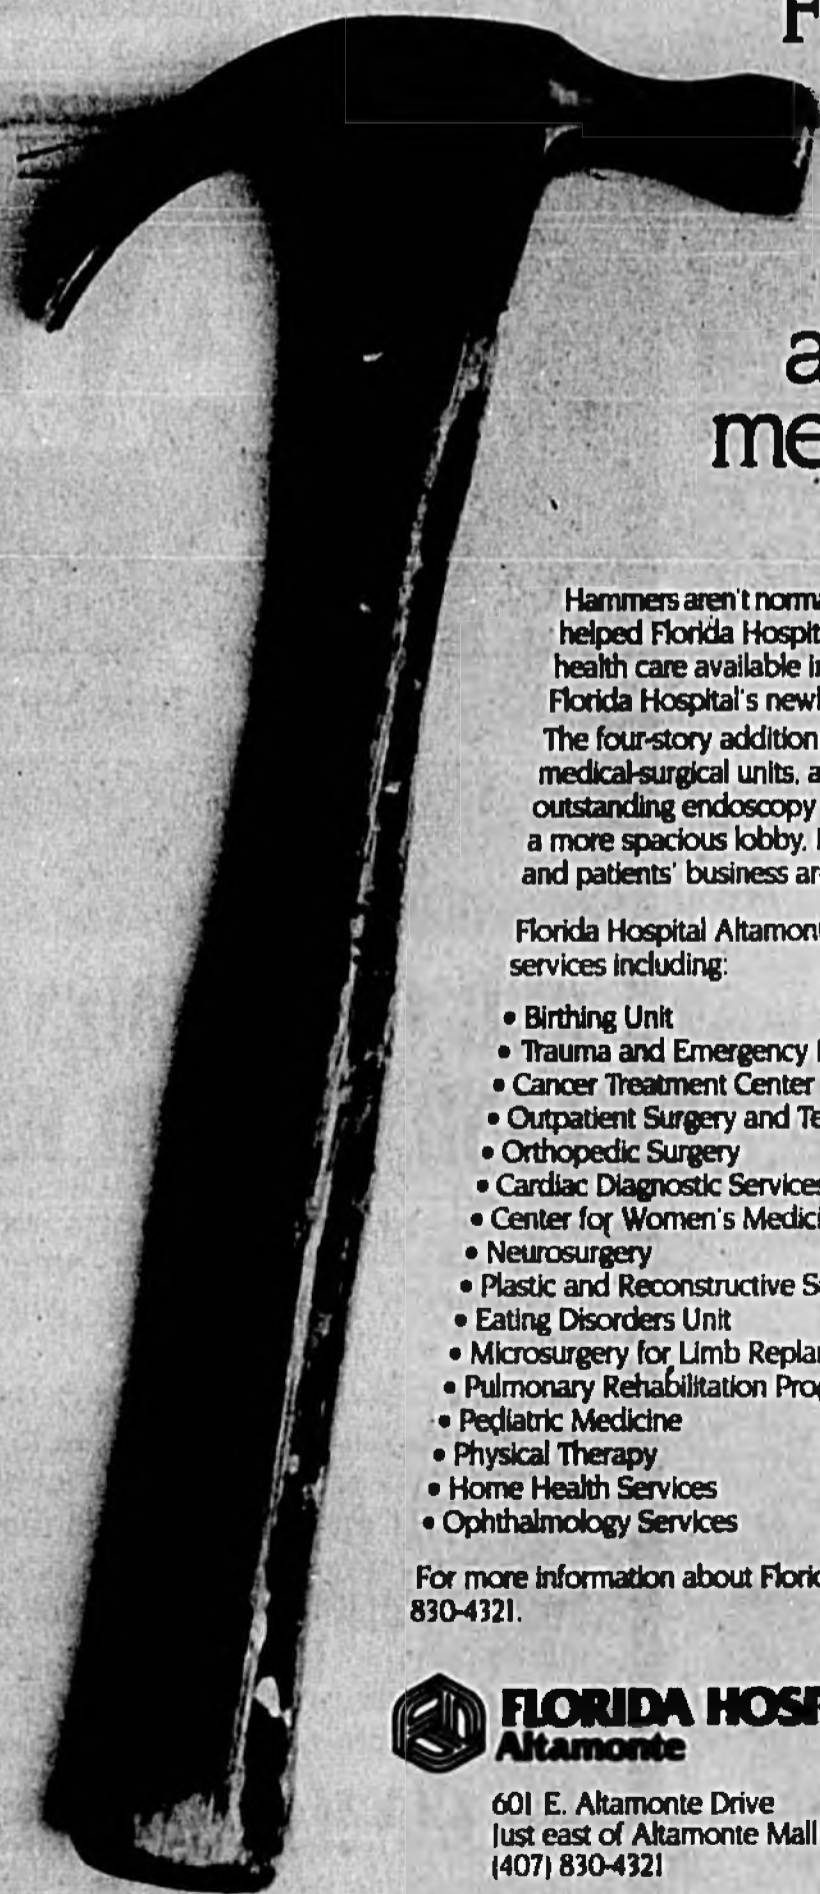 F
a
me
Hammers aren't norma
helped Florida Hospit
health care available i
Florida Hospital's newl
The four-story addition
medical-surgical units, a
outstanding endoscopy
a more spacious lobby.
and patients' business ar
Florida Hospital Altamon
services including:
• Birthing Unit
• Trauma and Emergency
• Cancer Treatment Center
• Outpatient Surgery and Te
• Orthopedic Surgery
• Cardiac Diagnostic Services
• Center for Women's Medici
• Neurosurgery
• Plastic and Reconstructive S
• Eating Disorders Unit
• Microsurgery for Limb Replan
• Pulmonary Rehabilitation Prog
• Pediatric Medicine
• Physical Therapy
• Home Health Services
• Ophthalmology Services
For more information about Florid
830-4321.
FLORIDA HOSP
Altamonte
601 E. Altamonte Drive
Just east of Altamonte Mall
(407) 830-4321